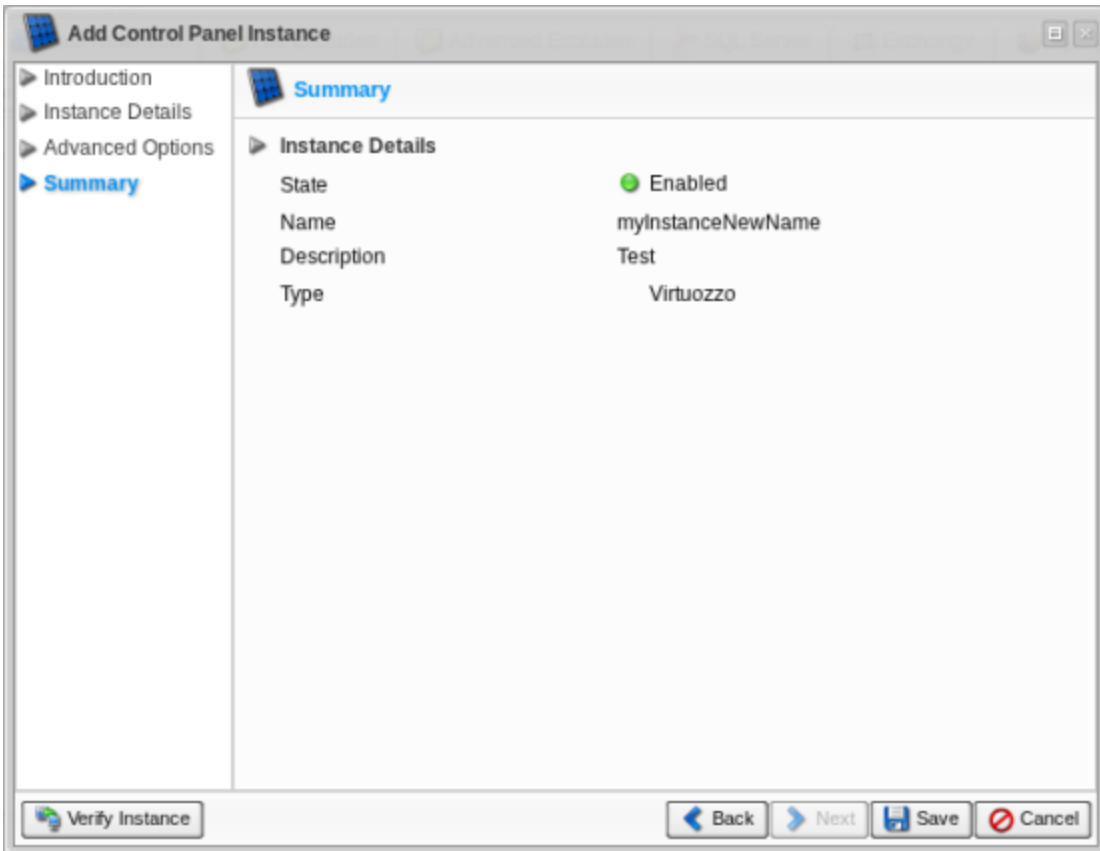 Add Control Panel Instance
Introduction
Instance Details
Advanced Options
Summary
Summary
Instance Details
State Enabled
Name myInstanceNewName
Description Test
Type Virtuozzo
Verify Instance Back Next Save Cancel